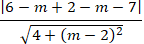 |6 − m + 2 − m − 7|
√4 + (m − 2)²